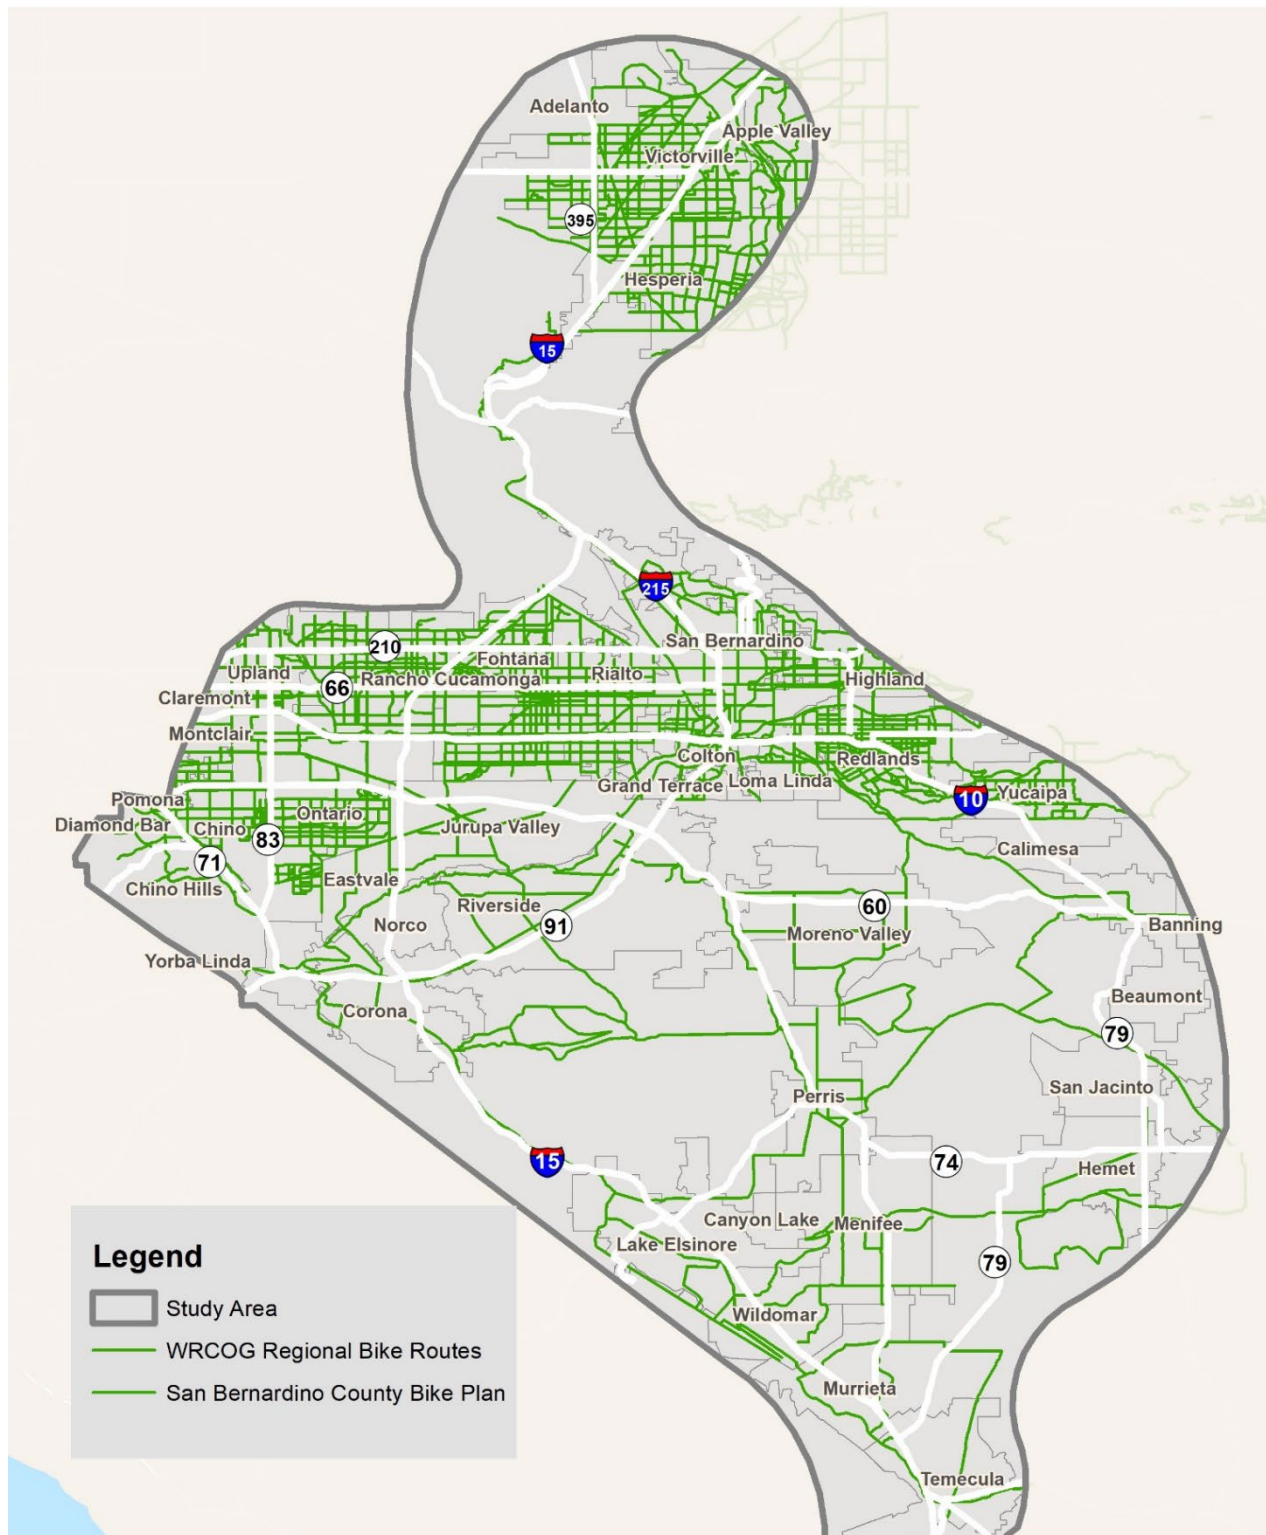 Adelanto
Apple Valley
Victorville
395
Hesperia
15
215
San Bernardino
210
Fontana
Upland
Rancho Cucamonga
Rialto
Highland
66
Claremont
Montclair
Colton
Redlands
Grand Terrace
Loma Linda
10
Yucaipa
Pomona
Ontario
Diamond Bar
Chino
83
Jurupa Valley
Calimesa
71
Chino Hills
Eastvale
Riverside
60
Norco
91
Moreno Valley
Banning
Yorba Linda
Beaumont
Corona
79
San Jacinto
Perris
15
74
Hemet
Canyon Lake
Menifee
Lake Elsinore
79
Wildomar
Murrieta
Temecula
Legend
Study Area
WRCOG Regional Bike Routes
San Bernardino County Bike Plan